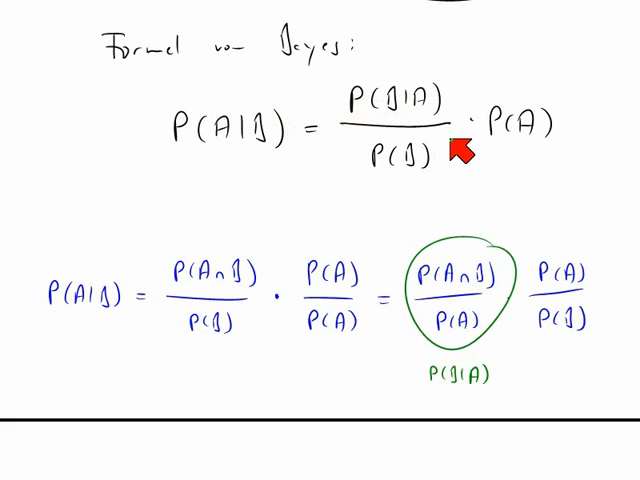 Formel von Bayes:
P(A|B) = P(B|A) / P(B) · P(A)
P(A|B) = P(A∩B) / P(B) · P(A) / P(A) = P(A∩B) / P(A) · P(A) / P(B)
P(B|A)